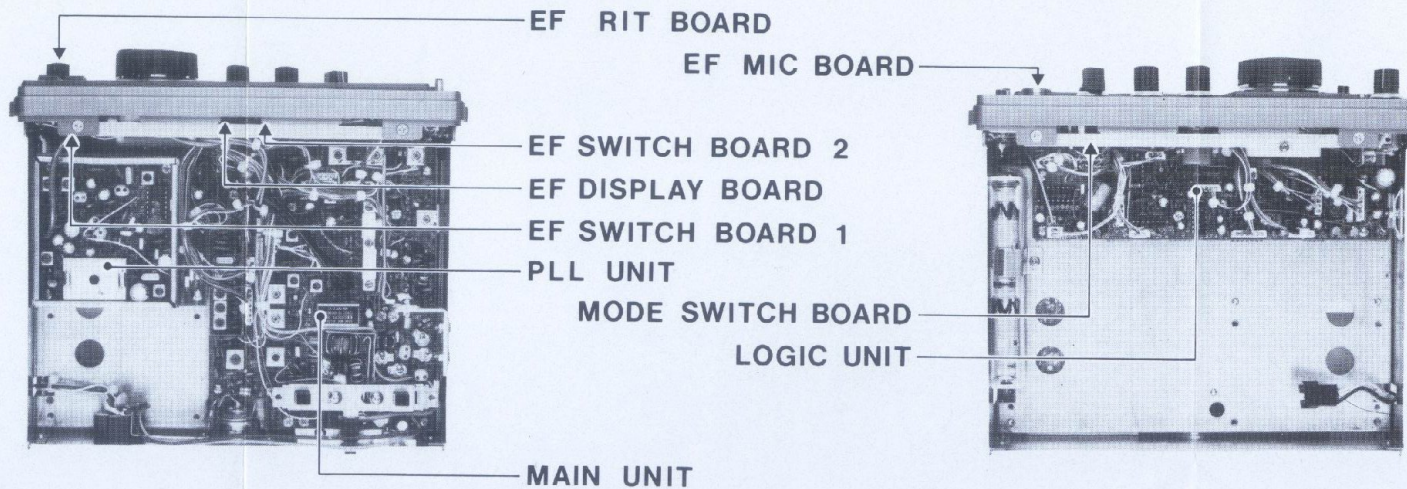 EF RIT BOARD
EF MIC BOARD
EF SWITCH BOARD 2
EF DISPLAY BOARD
EF SWITCH BOARD 1
PLL UNIT
MODE SWITCH BOARD
LOGIC UNIT
MAIN UNIT